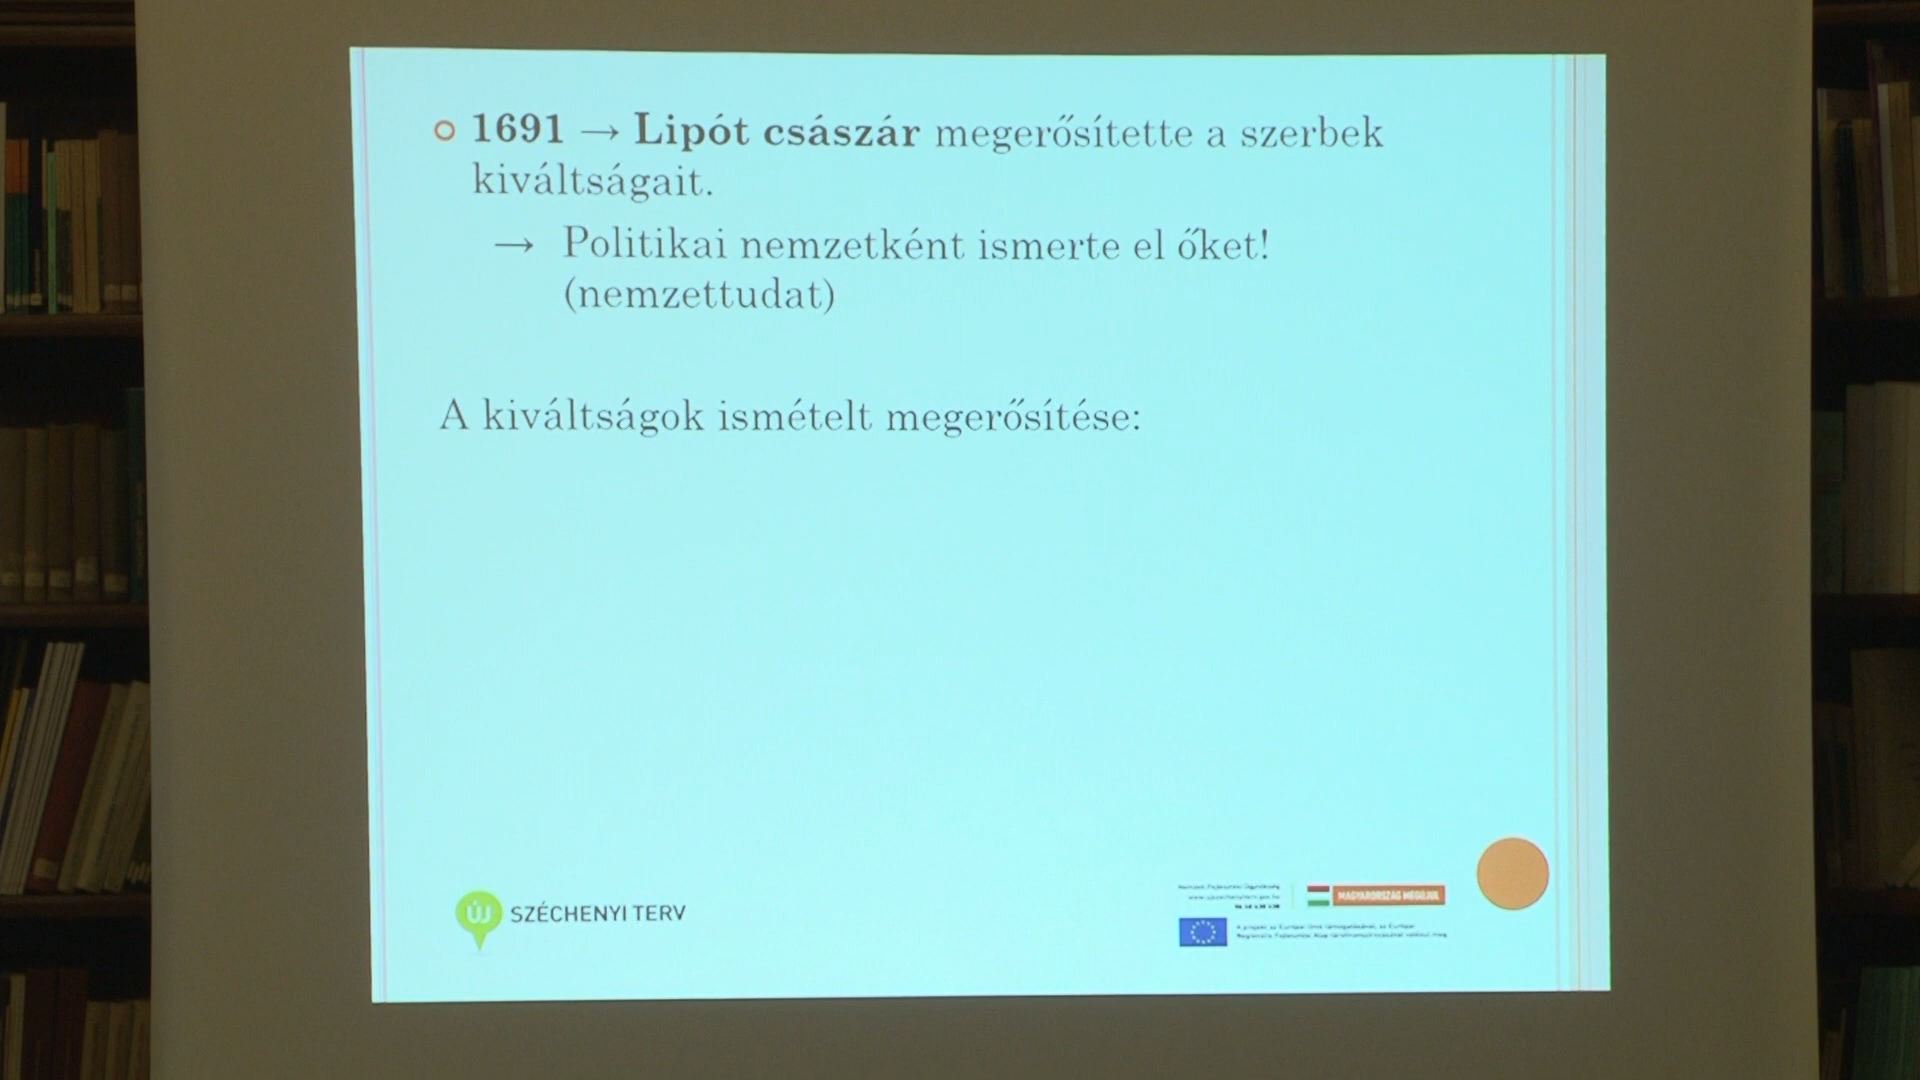 1691 → Lipót császár megerősítette a szerbek
kiváltságait.
→ Politikai nemzetként ismerte el őket!
(nemzettudat)
A kiváltságok ismételt megerősítése:
ÚJ SZÉCHENYI TERV
MAGYARORSZÁG MEGÚJUL